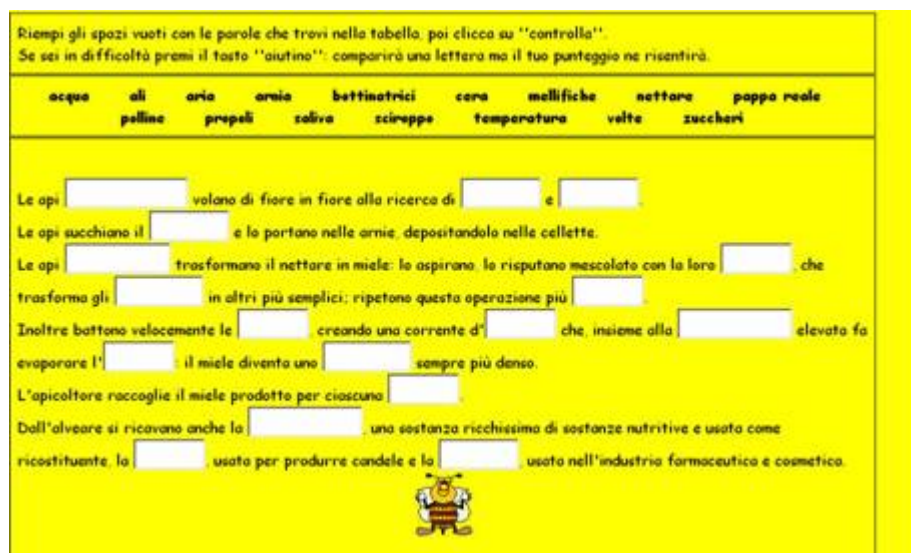 Riempi gli spazi vuoti con le parole che trovi nella tabella, poi clicca su ''controlla''.
Se sei in difficoltà premi il tasto ''aiutino'': comparirà una lettera ma il tuo punteggio ne risentirà.
acqua ali aria arnia bottinatrici cera mellifiche nettare pappa reale
polline propoli saliva sciroppo temperatura volte zuccheri
Le api volano di fiore in fiore alla ricerca di e .
Le api succhiano il e lo portano nelle arnie, depositandolo nelle cellette.
Le api trasformano il nettare in miele: lo aspirano, lo risputano mescolato con la loro , che
trasforma gli in altri più semplici; ripetono questa operazione più .
Inoltre battono velocemente le , creando una corrente d' che, insieme alla elevata fa
evaporare l' : il miele diventa uno sempre più denso.
L'apicoltore raccoglie il miele prodotto per ciascuna .
Dall'alveare si ricavano anche la , una sostanza ricchissima di sostanze nutritive e usata come
ricostituente, la , usata per produrre candele e la , usata nell'industria farmaceutica e cosmetica.